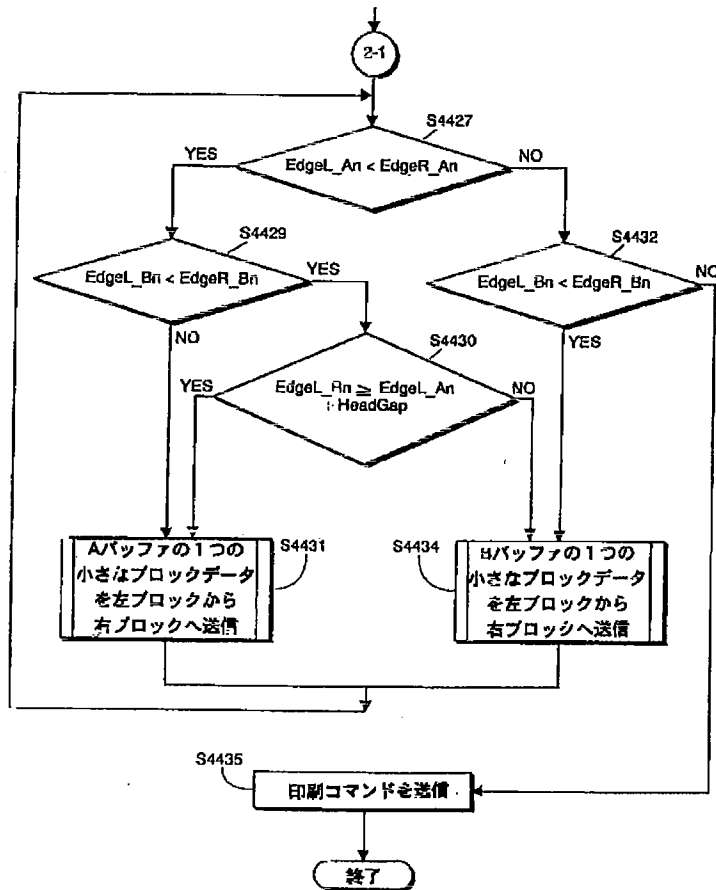 2-1
S4427
YES
EdgeL_An < EdgeR_An
NO
S4429
EdgeL_Bn < EdgeR_Bn
YES
NO
S4432
EdgeL_Bn < EdgeR_Bn
NO
YES
S4430
YES
EdgeL_Bn ≧ EdgeL_An
+HeadGap
NO
Aバッファの1つの
小さなブロックデータ
を左ブロックから
右ブロックへ送信
S4431
S4434
Bバッファの1つの
小さなブロックデータ
を左ブロックから
右ブロックへ送信
S4435
印刷コマンドを送信
終了